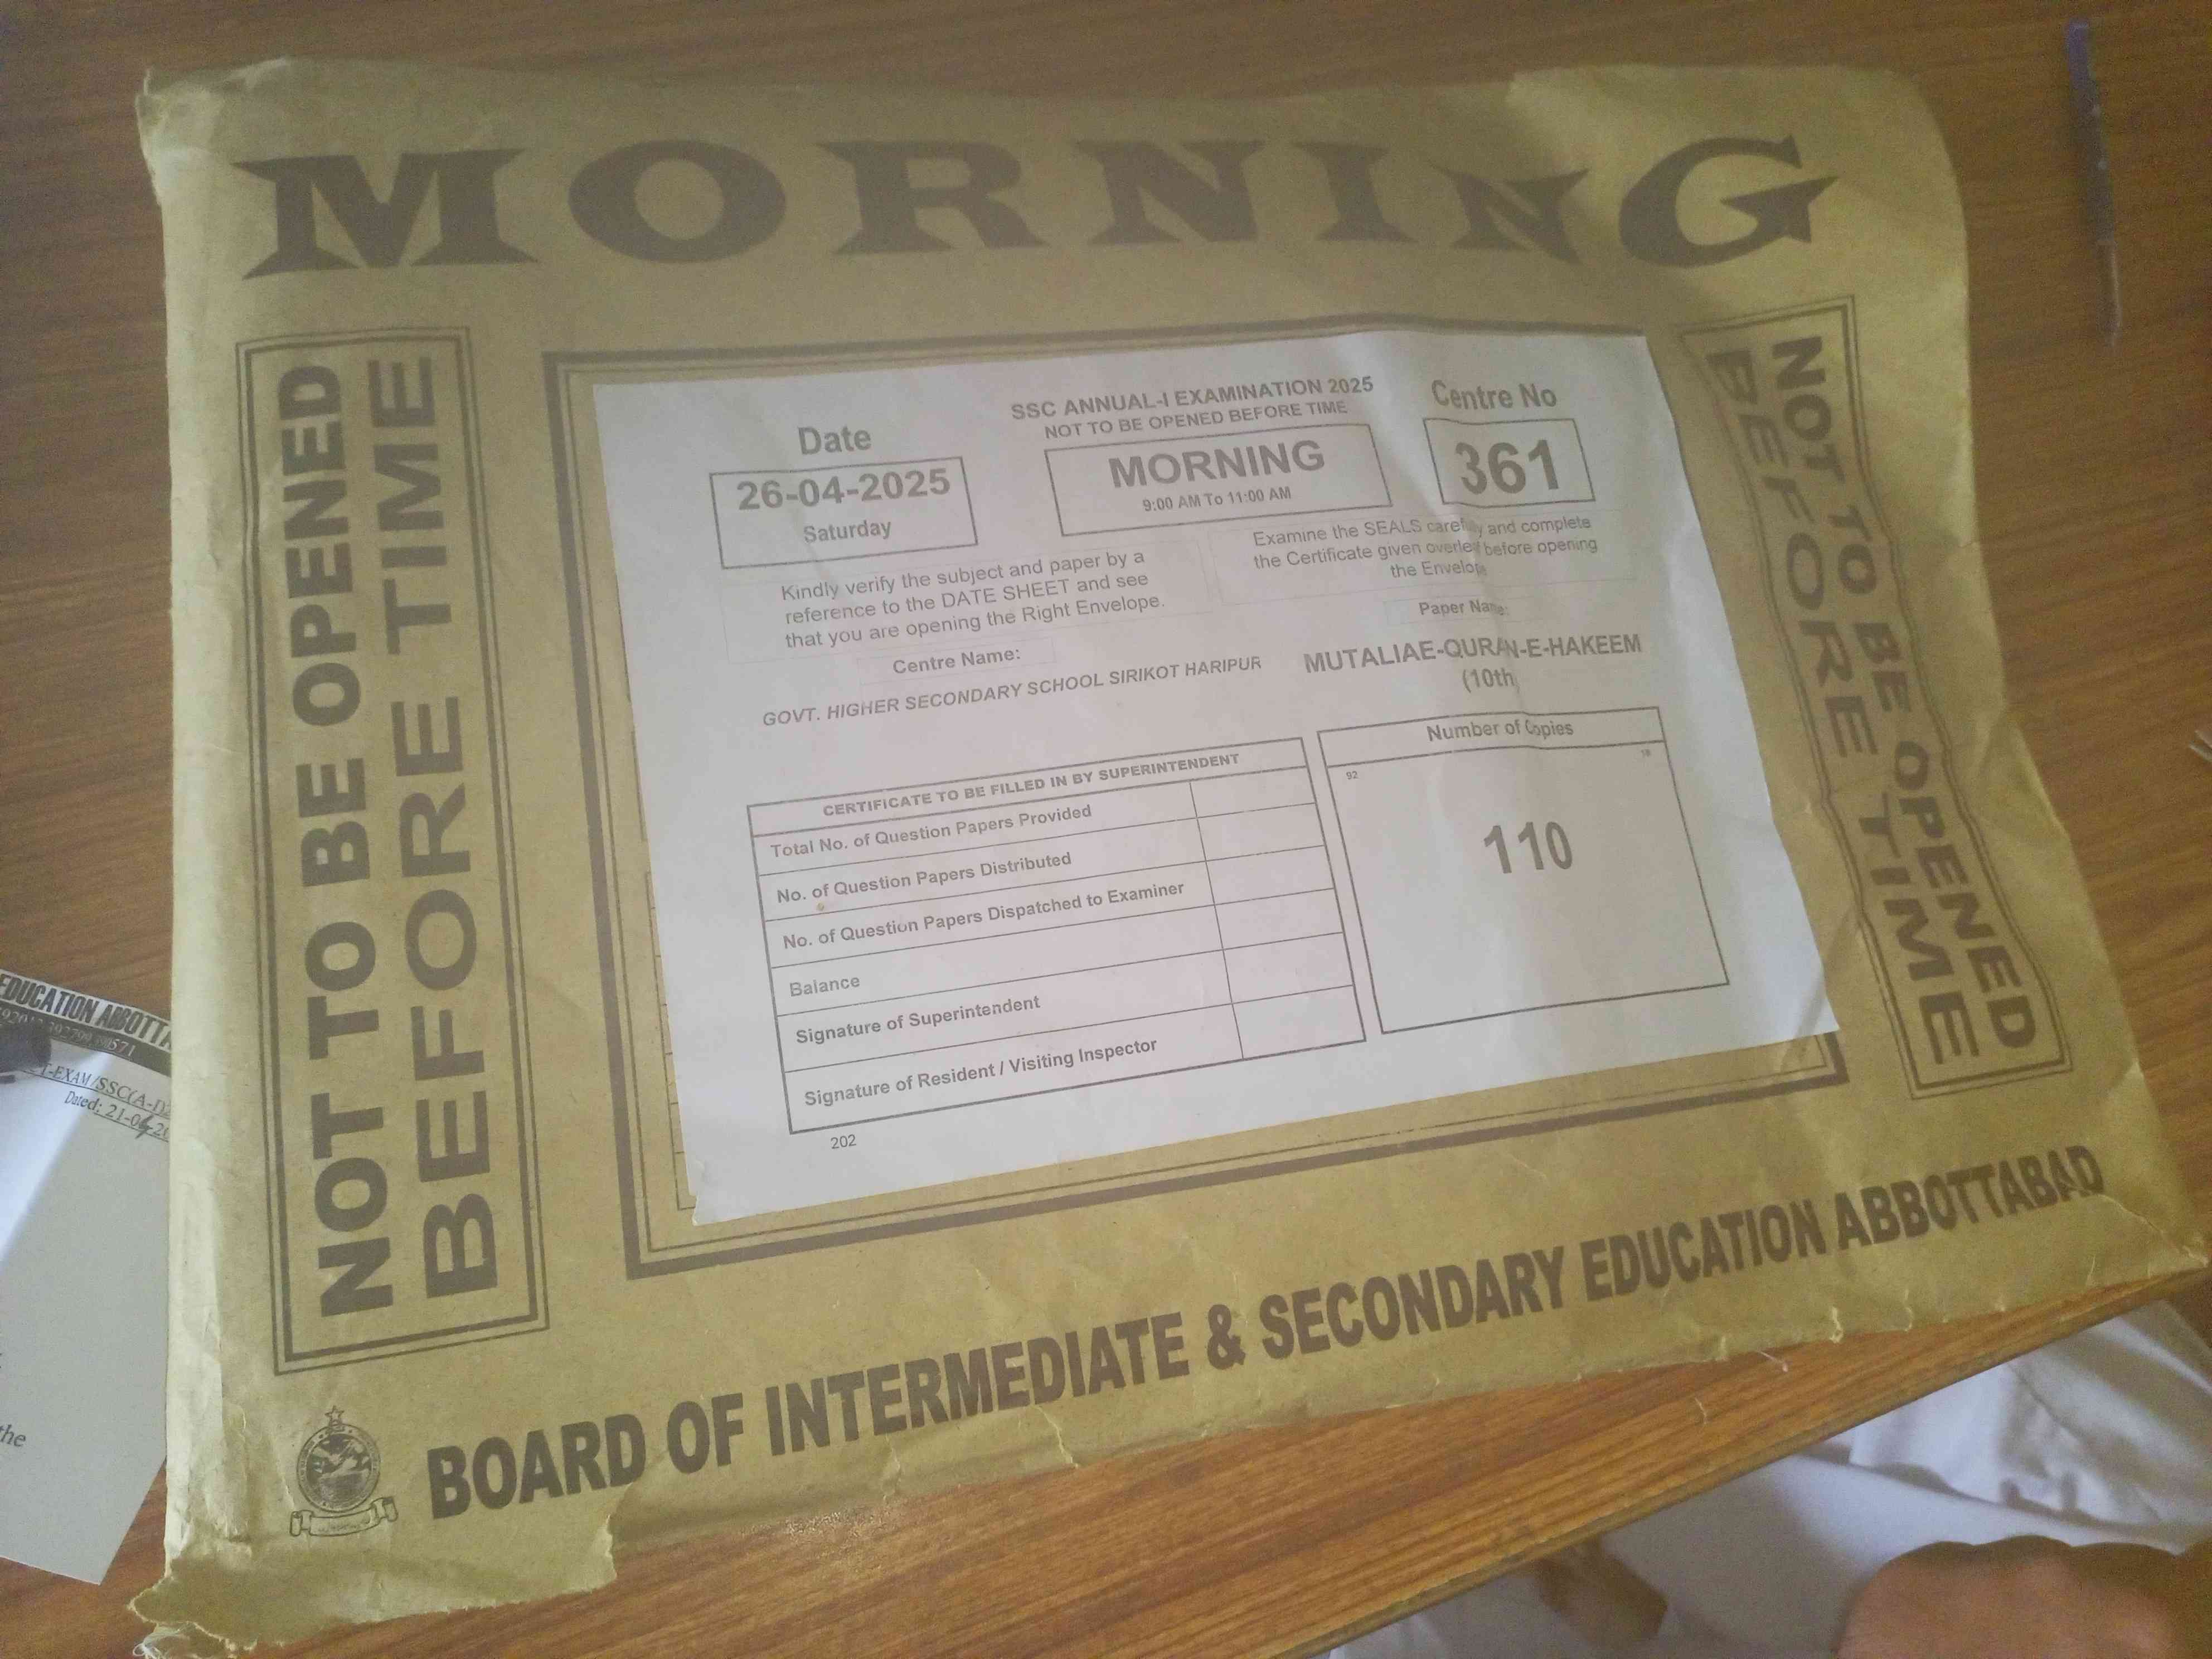 MORNING
NOT TO BE OPENED
BEFORE TIME
SSC ANNUAL-I EXAMINATION 2025
NOT TO BE OPENED BEFORE TIME
Date
26-04-2025
Saturday
MORNING
9:00 AM To 11:00 AM
Centre No
361
Kindly verify the subject and paper by a
reference to the DATE SHEET and see
that you are opening the Right Envelope.
Examine the SEALS carefully and complete
the Certificate given overleaf before opening
the Envelope
Centre Name:
GOVT. HIGHER SECONDARY SCHOOL SIRIKOT HARIPUR
Paper Name:
MUTALIAE-QURAN-E-HAKEEM
(10th)
CERTIFICATE TO BE FILLED IN BY SUPERINTENDENT
Total No. of Question Papers Provided
No. of Question Papers Distributed
No. of Question Papers Dispatched to Examiner
Balance
Signature of Superintendent
Signature of Resident / Visiting Inspector
202
Number of Copies
92
110
NOT TO BE OPENED
BEFORE TIME
BOARD OF INTERMEDIATE & SECONDARY EDUCATION ABBOTTABAD
EDUCATION ABBOTTA
T-EXAM/SSC(A-I)
Dated: 21-04-20
the